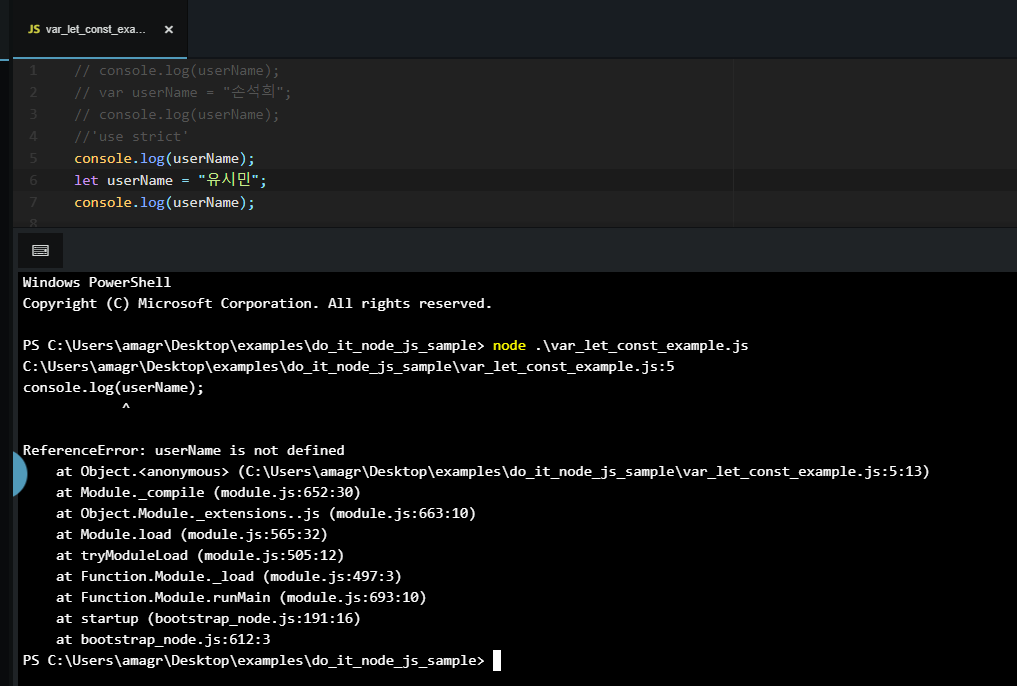 JS var_let_const_exa... ×
1 // console.log(userName);
2 // var userName = "손석희";
3 // console.log(userName);
4 //'use strict'
5 console.log(userName);
6 let userName = "유시민";
7 console.log(userName);
8
Windows PowerShell
Copyright (C) Microsoft Corporation. All rights reserved.
PS C:\Users\amagr\Desktop\examples\do_it_node_js_sample> node .\var_let_const_example.js
C:\Users\amagr\Desktop\examples\do_it_node_js_sample\var_let_const_example.js:5
console.log(userName);
^
ReferenceError: userName is not defined
at Object.<anonymous> (C:\Users\amagr\Desktop\examples\do_it_node_js_sample\var_let_const_example.js:5:13)
at Module._compile (module.js:652:30)
at Object.Module._extensions..js (module.js:663:10)
at Module.load (module.js:565:32)
at tryModuleLoad (module.js:505:12)
at Function.Module._load (module.js:497:3)
at Function.Module.runMain (module.js:693:10)
at startup (bootstrap_node.js:191:16)
at bootstrap_node.js:612:3
PS C:\Users\amagr\Desktop\examples\do_it_node_js_sample>